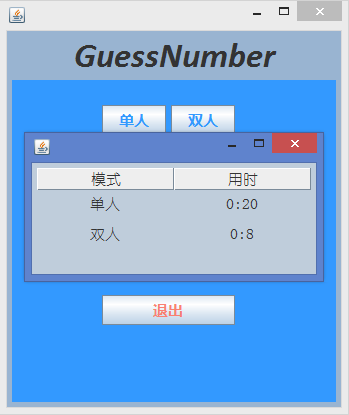 GuessNumber
单人 双人
模式 用时
单人 0:20
双人 0:8
退出